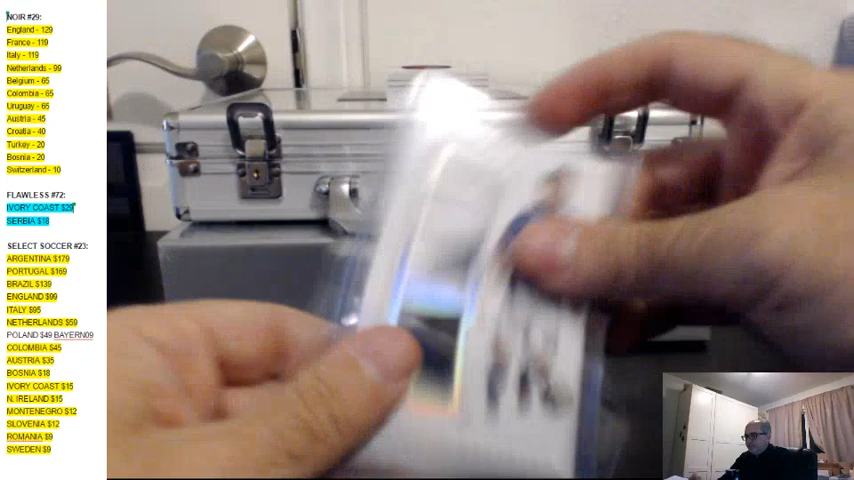 NOIR #29:
England - 129
France - 119
Italy - 119
Netherlands - 99
Belgium - 65
Colombia - 65
Uruguay - 65
Austria - 45
Croatia - 40
Turkey - 20
Bosnia - 20
Switzerland - 10
FLAWLESS #72:
IVORY COAST $29
SERBIA $18
SELECT SOCCER #23:
ARGENTINA $179
PORTUGAL $169
BRAZIL $139
ENGLAND $99
ITALY $95
NETHERLANDS $59
POLAND $49 BAYERN09
COLOMBIA $45
AUSTRIA $35
BOSNIA $18
IVORY COAST $15
N. IRELAND $15
MONTENEGRO $12
SLOVENIA $12
ROMANIA $9
SWEDEN $9